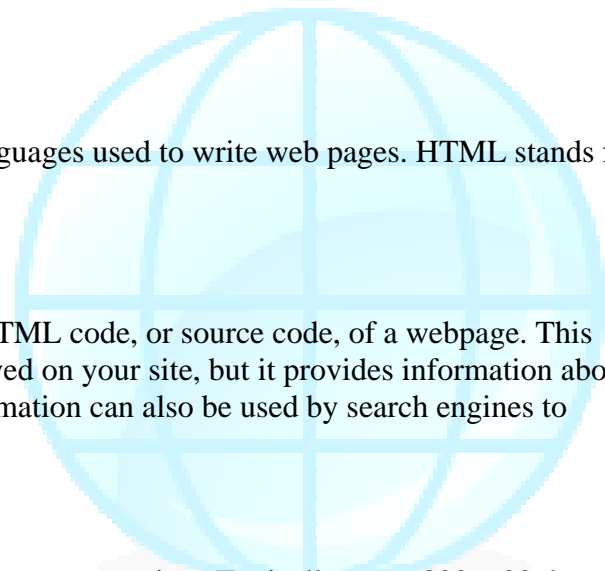 guages used to write web pages. HTML stands
TML code, or source code, of a webpage. This
ed on your site, but it provides information abo
mation can also be used by search engines to